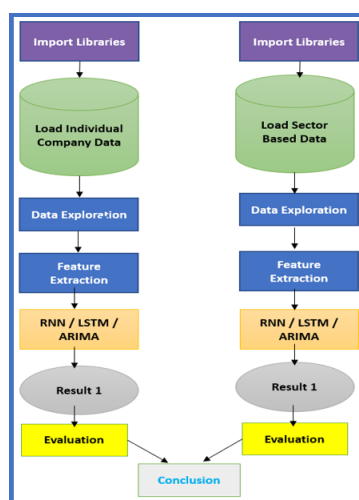 Import Libraries
Load Individual
Company Data
Data Exploration
Feature
Extraction
RNN / LSTM /
ARIMA
Result 1
Evaluation
Import Libraries
Load Sector
Based Data
Data Exploration
Feature
Extraction
RNN / LSTM /
ARIMA
Result 1
Evaluation
Conclusion